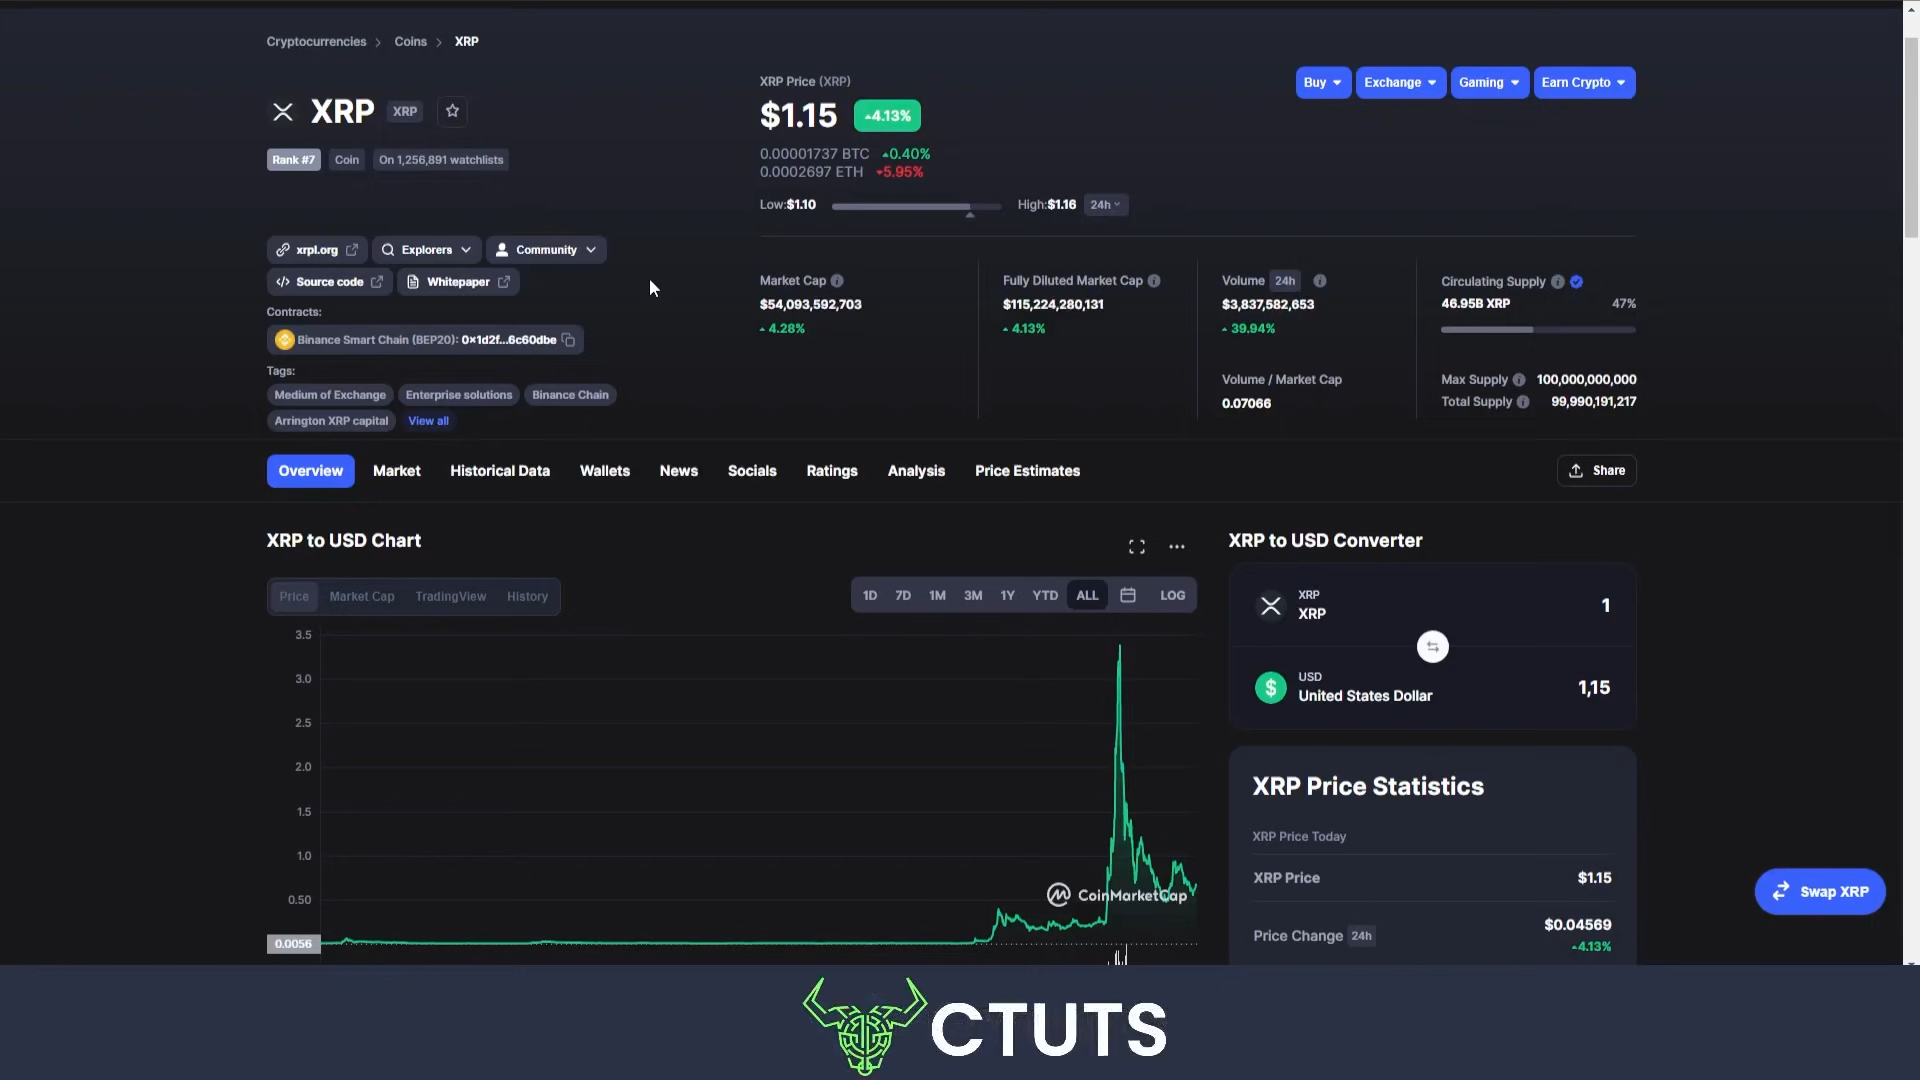 Cryptocurrencies > Coins > XRP
XRP XRP
Rank #7 Coin On 1,256,891 watchlists
xrpl.org Explorers Community
Source code Whitepaper
Contracts:
Binance Smart Chain (BEP20): 0x1d2f...6c60dbe
Tags:
Medium of Exchange Enterprise solutions Binance Chain
Arrington XRP capital View all
XRP Price (XRP)
$1.15 4.13%
0.00001737 BTC 0.40%
0.0002697 ETH 5.95%
Low:$1.10 High:$1.16 24h
Buy Exchange Gaming Earn Crypto
Market Cap
$54,093,592,703
4.28%
Fully Diluted Market Cap
$115,224,280,131
4.13%
Volume 24h
$3,837,582,653
39.94%
Volume / Market Cap
0.07066
Circulating Supply
46.95B XRP 47%
Max Supply 100,000,000,000
Total Supply 99,990,191,217
Overview Market Historical Data Wallets News Socials Ratings Analysis Price Estimates Share
XRP to USD Chart
Price Market Cap TradingView History
1D 7D 1M 3M 1Y YTD ALL LOG
3.5
3.0
2.5
2.0
1.5
1.0
0.50
0.0056
CoinMarketCap
XRP to USD Converter
XRP
XRP 1
USD
United States Dollar 1,15
XRP Price Statistics
XRP Price Today
XRP Price $1.15
Price Change 24h $0.04569
4.13%
Swap XRP
CTUTS